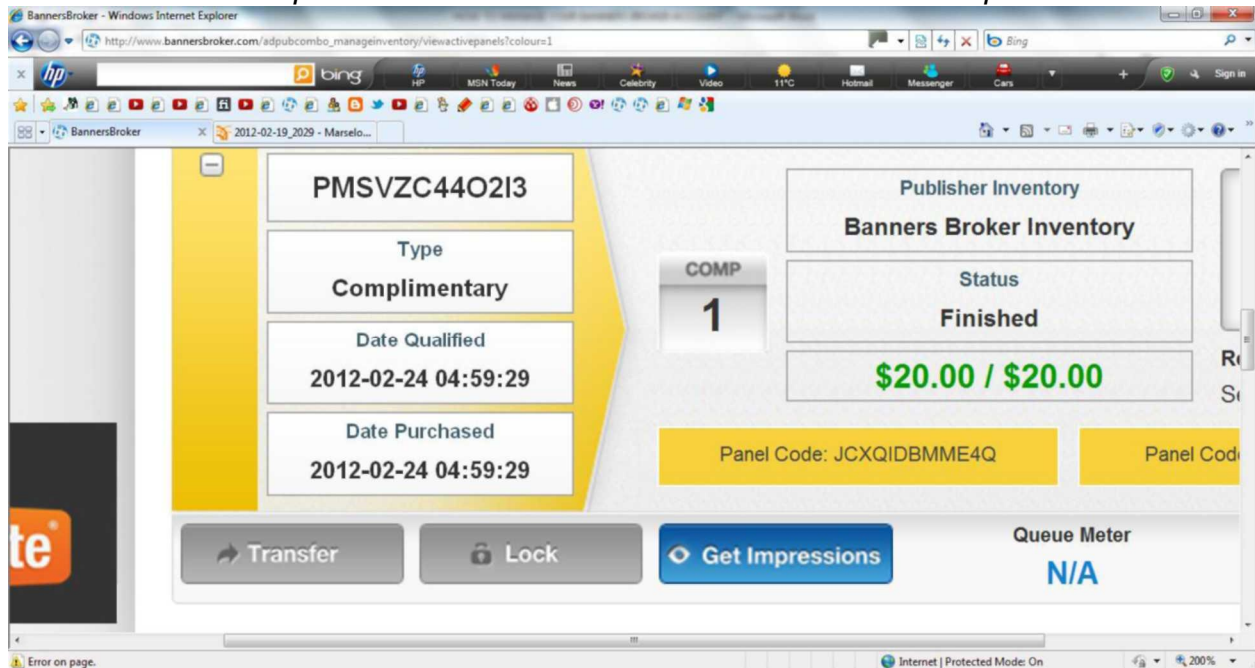 BannersBroker - Windows Internet Explorer
http://www.bannersbroker.com/adpubcombo_manageinventory/viewactivepanels?colour=1
Bing
hp
bing
HP
MSN Today
News
Celebrity
Video
11°C
Hotmail
Messenger
Cars
Sign in
BannersBroker
2012-02-19_2029 - Marselo...
PMSVZC44O2I3
Type
Complimentary
Date Qualified
2012-02-24 04:59:29
Date Purchased
2012-02-24 04:59:29
COMP
1
Publisher Inventory
Banners Broker Inventory
Status
Finished
$20.00 / $20.00
Panel Code: JCXQIDBMME4Q
Panel Cod
te
Transfer
Lock
Get Impressions
Queue Meter
N/A
Error on page.
Internet | Protected Mode: On
200%